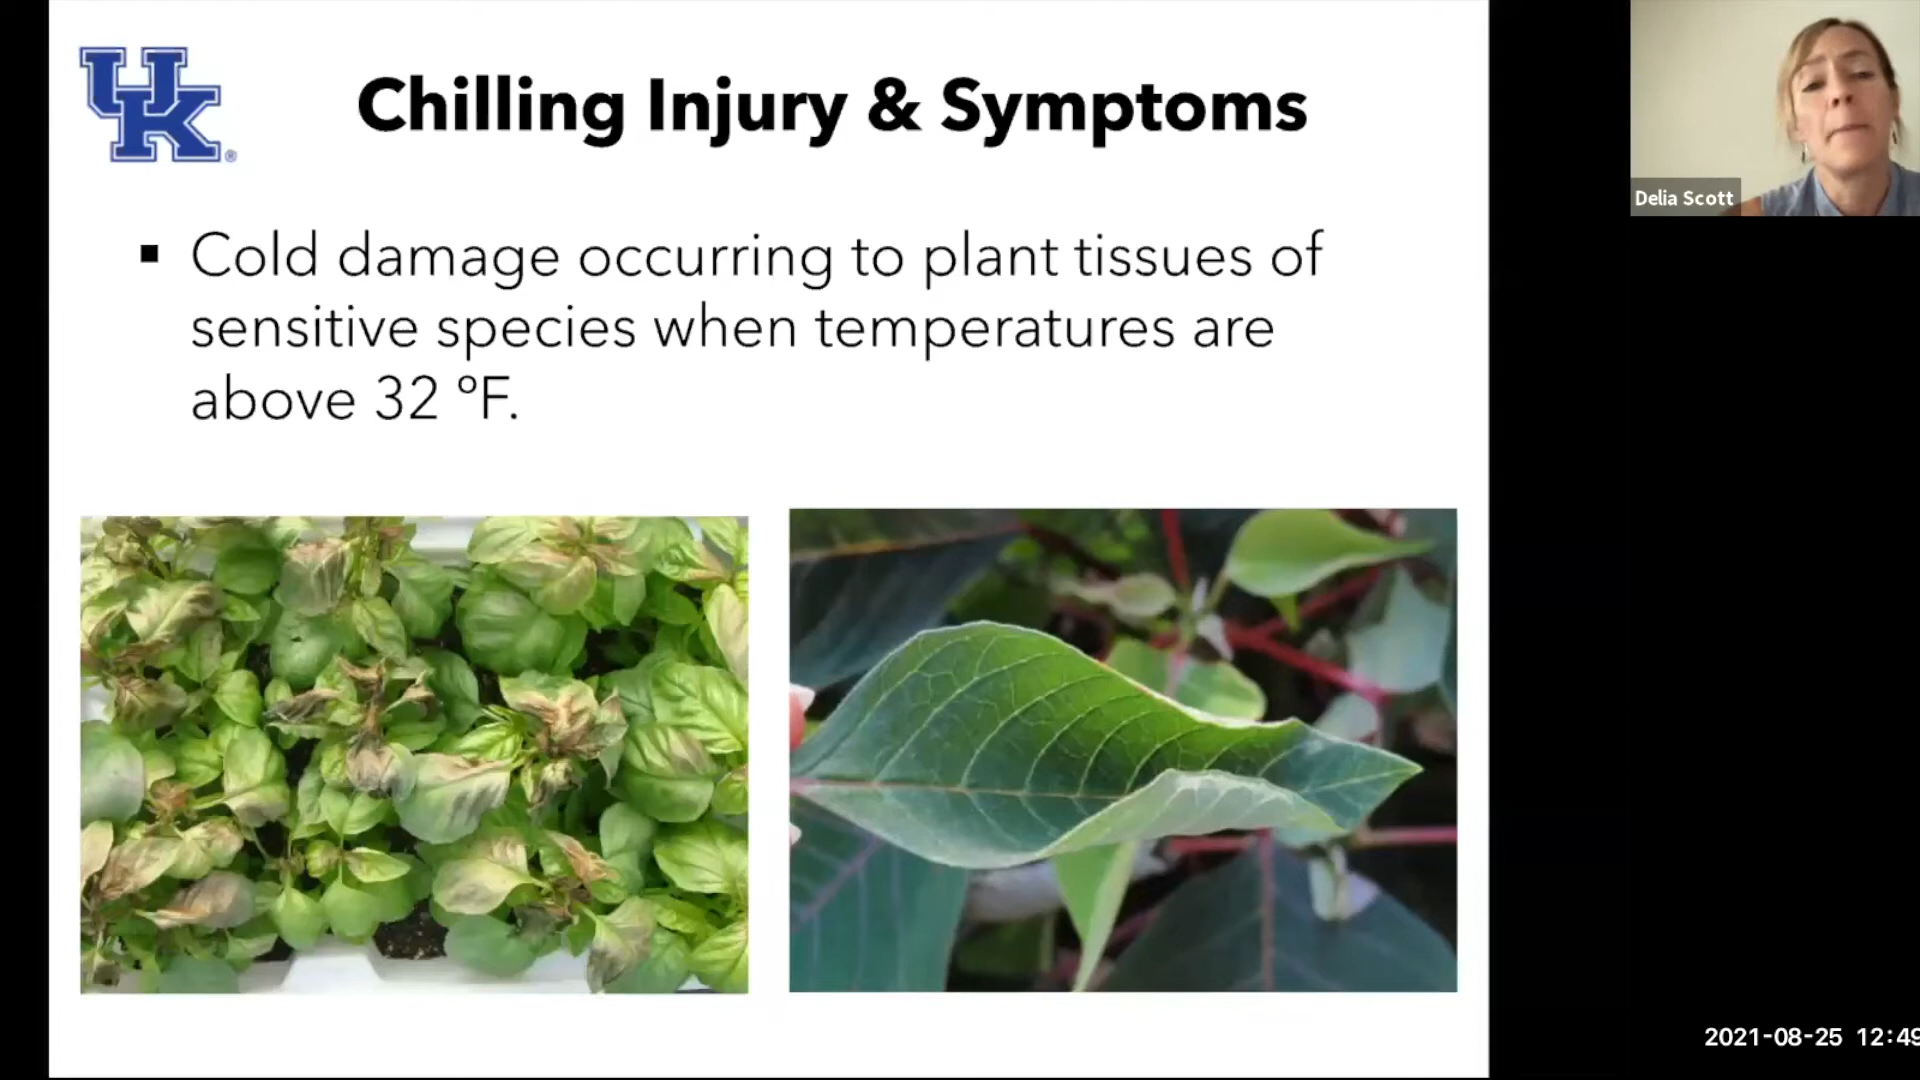 UK®
Chilling Injury & Symptoms
▪ Cold damage occurring to plant tissues of
sensitive species when temperatures are
above 32 ºF.
Delia Scott
2021-08-25 12:49